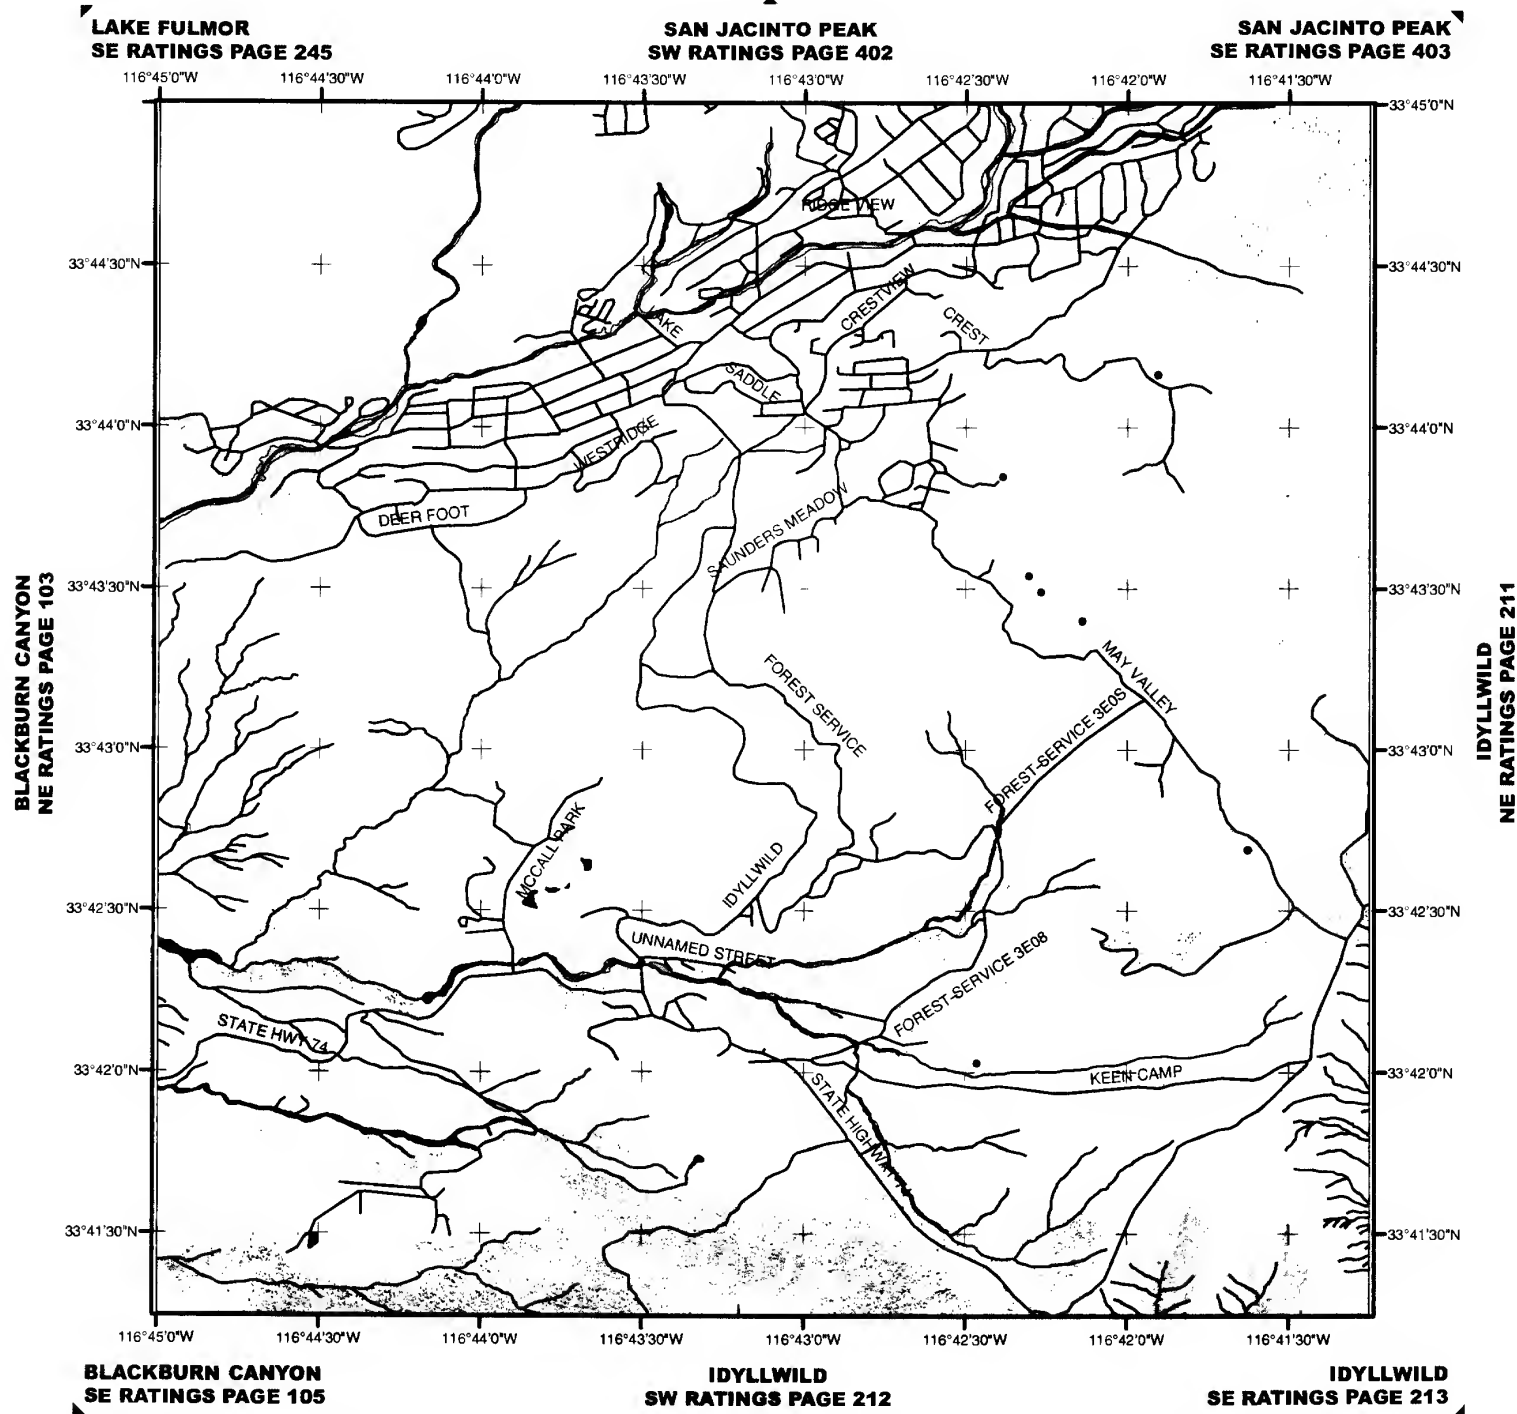 LAKE FULMOR
SE RATINGS PAGE 245
SAN JACINTO PEAK
SW RATINGS PAGE 402
SAN JACINTO PEAK
SE RATINGS PAGE 403
116°45'0"W
116°44'30"W
116°44'0"W
116°43'30"W
116°43'0"W
116°42'30"W
116°42'0"W
116°41'30"W
33°45'0"N
RIDGE VIEW
33°44'30"N
33°44'30"N
CRESTVIEW
LAKE
CREST
SADDLE
33°44'0"N
33°44'0"N
WESTRIDGE
DEER FOOT
SAUNDERS MEADOW
33°43'30"N
33°43'30"N
BLACKBURN CANYON
NE RATINGS PAGE 103
IDYLLWILD
NE RATINGS PAGE 211
MAY VALLEY
FOREST SERVICE
FOREST-SERVICE 3E0S
33°43'0"N
33°43'0"N
MCCALL PARK
IDYLLWILD
33°42'30"N
33°42'30"N
UNNAMED STREET
FOREST-SERVICE 3E08
STATE HWY 74
33°42'0"N
33°42'0"N
KEEN CAMP
STATE HIGHWAY 74
33°41'30"N
33°41'30"N
116°45'0"W
116°44'30"W
116°44'0"W
116°43'30"W
116°43'0"W
116°42'30"W
116°42'0"W
116°41'30"W
BLACKBURN CANYON
SE RATINGS PAGE 105
IDYLLWILD
SW RATINGS PAGE 212
IDYLLWILD
SE RATINGS PAGE 213